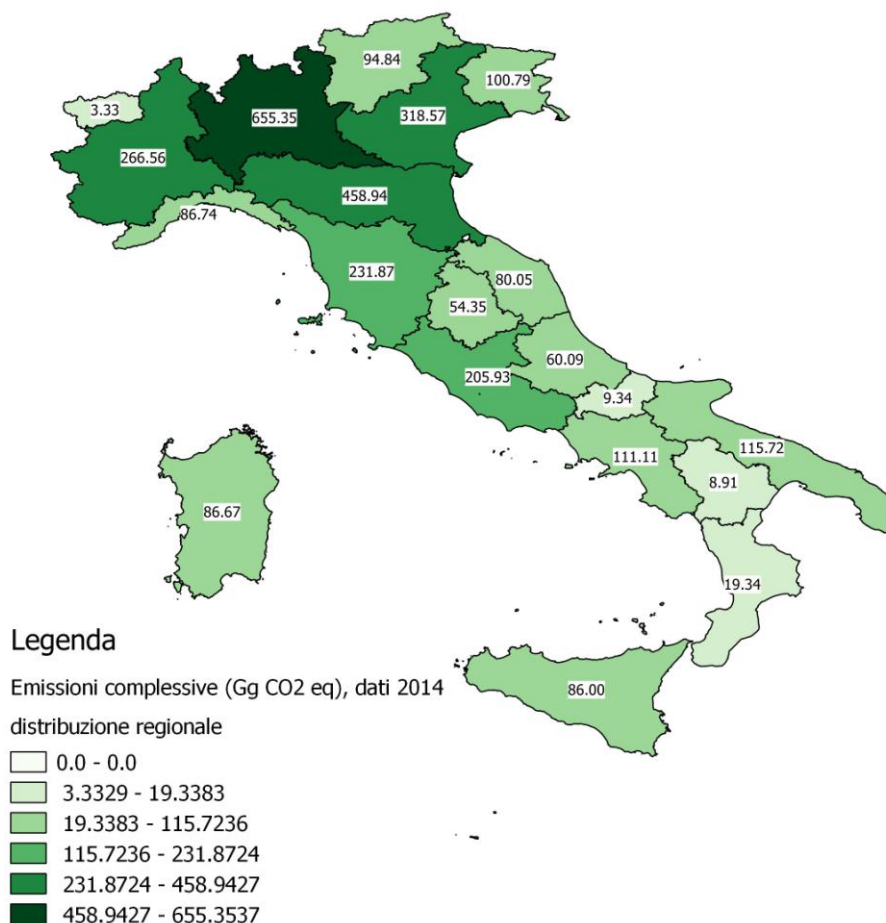 94.84
100.79
3.33
655.35
318.57
266.56
458.94
86.74
231.87
80.05
54.35
60.09
205.93
9.34
115.72
111.11
8.91
86.67
19.34
86.00
Legenda
Emissioni complessive (Gg CO2 eq), dati 2014
distribuzione regionale
0.0 - 0.0
3.3329 - 19.3383
19.3383 - 115.7236
115.7236 - 231.8724
231.8724 - 458.9427
458.9427 - 655.3537